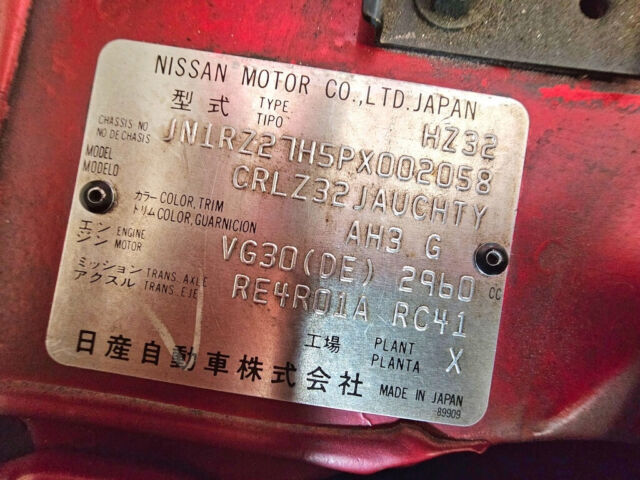 NISSAN MOTOR CO.,LTD.JAPAN
型式 TYPE TIPO HZ32
CHASSIS NO NO DE CHASIS JN1RZ27H5PX002058
MODEL MODELO CRLZ32JAUCHTY
カラー COLOR,TRIM トリム COLOR,GUARNICION AH3 G
エンジン ENGINE MOTOR VG30(DE) 2960 CC
ミッション TRANS.AXLE アクスル TRANS.EJE RE4R01A RC41
工場 PLANT PLANTA X
日産自動車株式会社 MADE IN JAPAN
89909